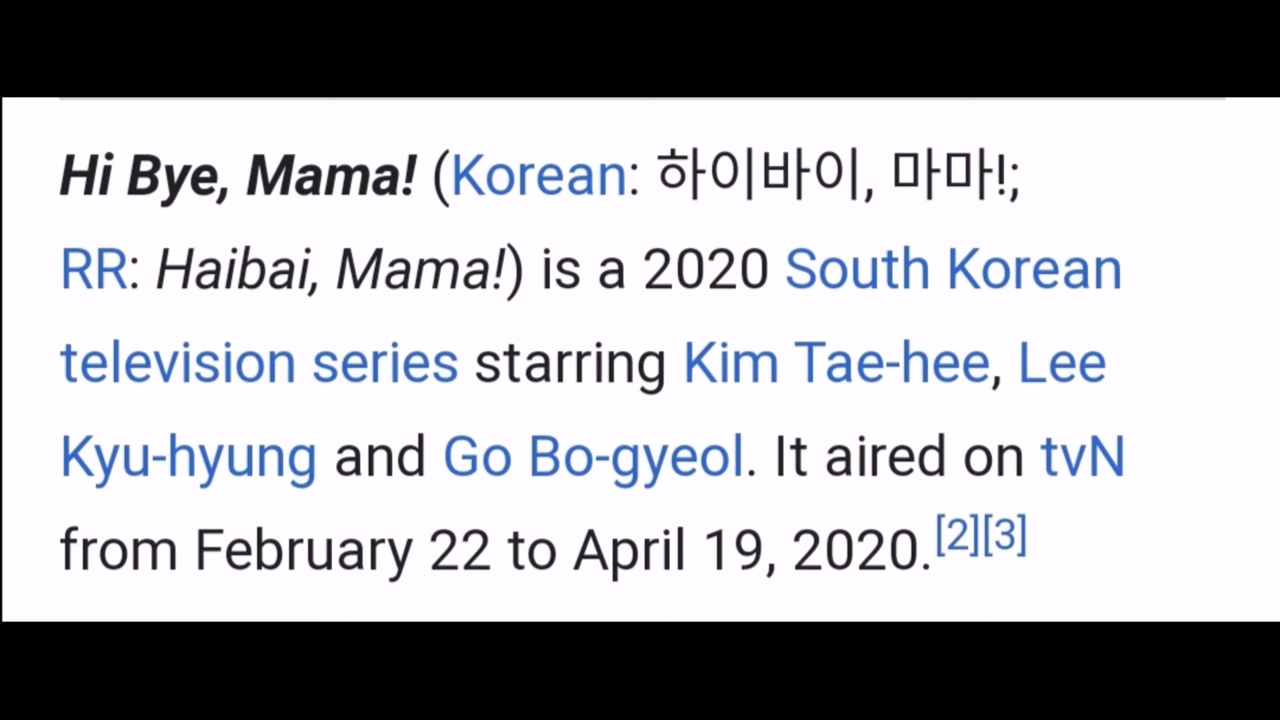 Hi Bye, Mama! (Korean: 하이바이, 마마!;
RR: Haibai, Mama!) is a 2020 South Korean
television series starring Kim Tae-hee, Lee
Kyu-hyung and Go Bo-gyeol. It aired on tvN
from February 22 to April 19, 2020.[2][3]